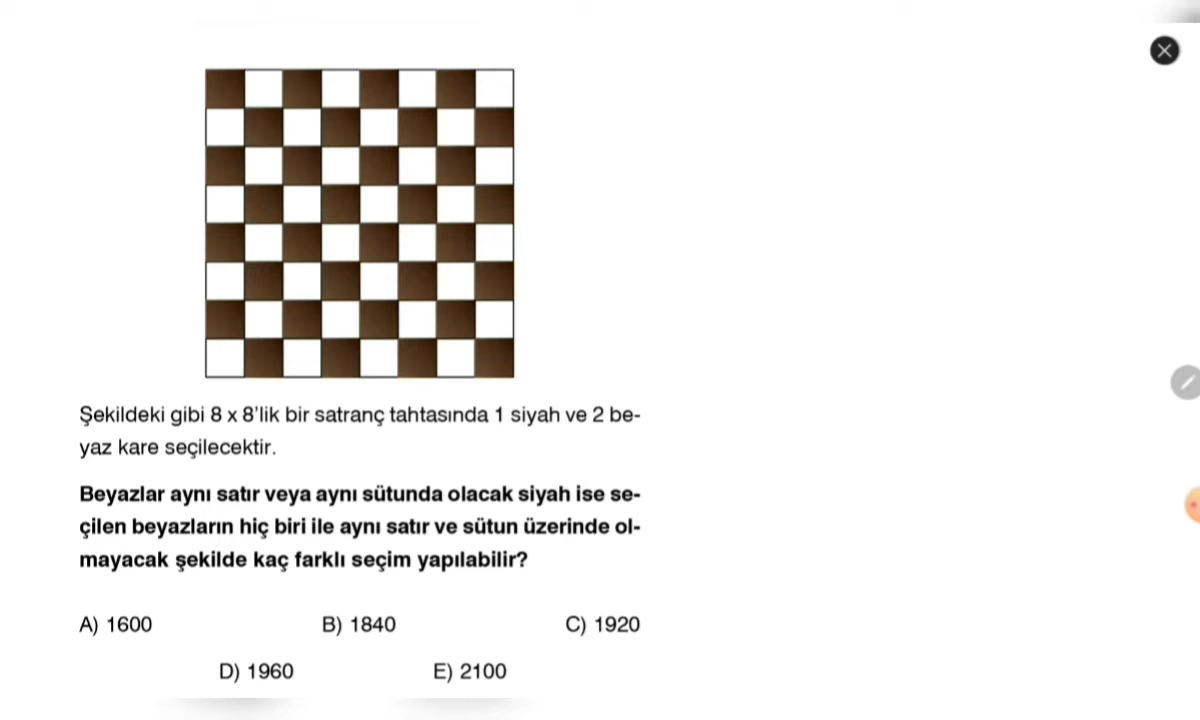 Şekildeki gibi 8 x 8'lik bir satranç tahtasında 1 siyah ve 2 be-
yaz kare seçilecektir.
Beyazlar aynı satır veya aynı sütunda olacak siyah ise se-
çilen beyazların hiç biri ile aynı satır ve sütun üzerinde ol-
mayacak şekilde kaç farklı seçim yapılabilir?
A) 1600 B) 1840 C) 1920
D) 1960 E) 2100